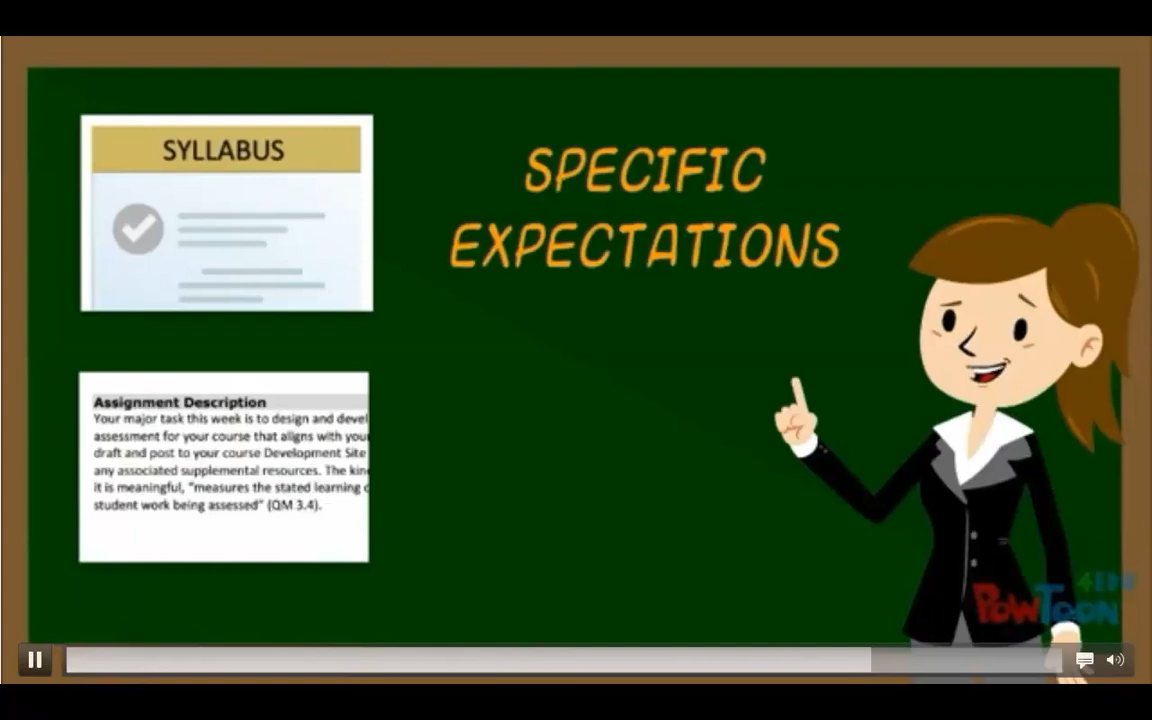 SYLLABUS
SPECIFIC
EXPECTATIONS
Assignment Description
Your major task this week is to design and devel
assessment for your course that aligns with your
draft and post to your course Development Site
any associated supplemental resources. The kin
it is meaningful, "measures the stated learning
student work being assessed" (QM 3.4).
4EDU
POWTOON